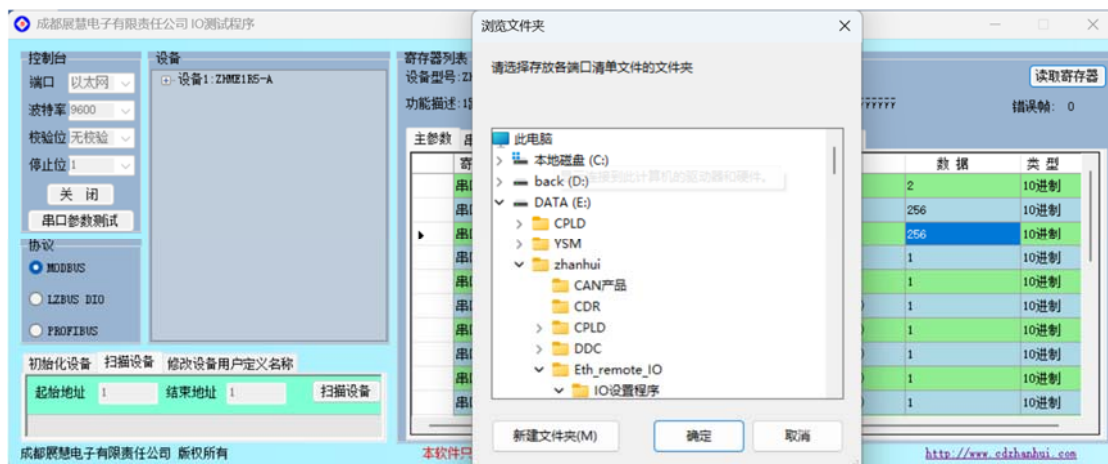 成都展慧电子有限责任公司 IO测试程序
控制台
端口 以太网
波特率 9600
校验位 无校验
停止位 1
关 闭
串口参数测试
协议
MODBUS
LZBUS DIO
PROFIBUS
设备
设备1:ZHME1R5-A
初始化设备 扫描设备 修改设备用户定义名称
起始地址 1 结束地址 1 扫描设备
寄存器列表
设备型号:
功能描述:
读取寄存器
错误帧: 0
主参数
数 据 类 型
2 10进制
256 10进制
256 10进制
1 10进制
1 10进制
1 10进制
1 10进制
1 10进制
1 10进制
1 10进制
浏览文件夹
请选择存放各端口清单文件的文件夹
此电脑
本地磁盘 (C:)
back (D:)
DATA (E:)
CPLD
YSM
zhanhui
CAN产品
CDR
CPLD
DDC
Eth_remote_IO
IO设置程序
新建文件夹(M) 确定 取消
成都展慧电子有限责任公司 版权所有
本软件只
http://www.cdzhanhui.com